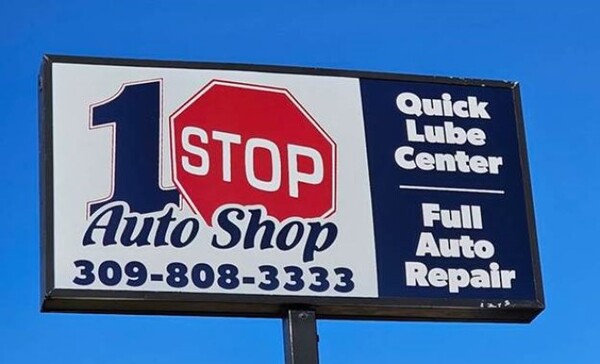 1 STOP
Auto Shop
309-808-3333
Quick
Lube
Center
Full
Auto
Repair